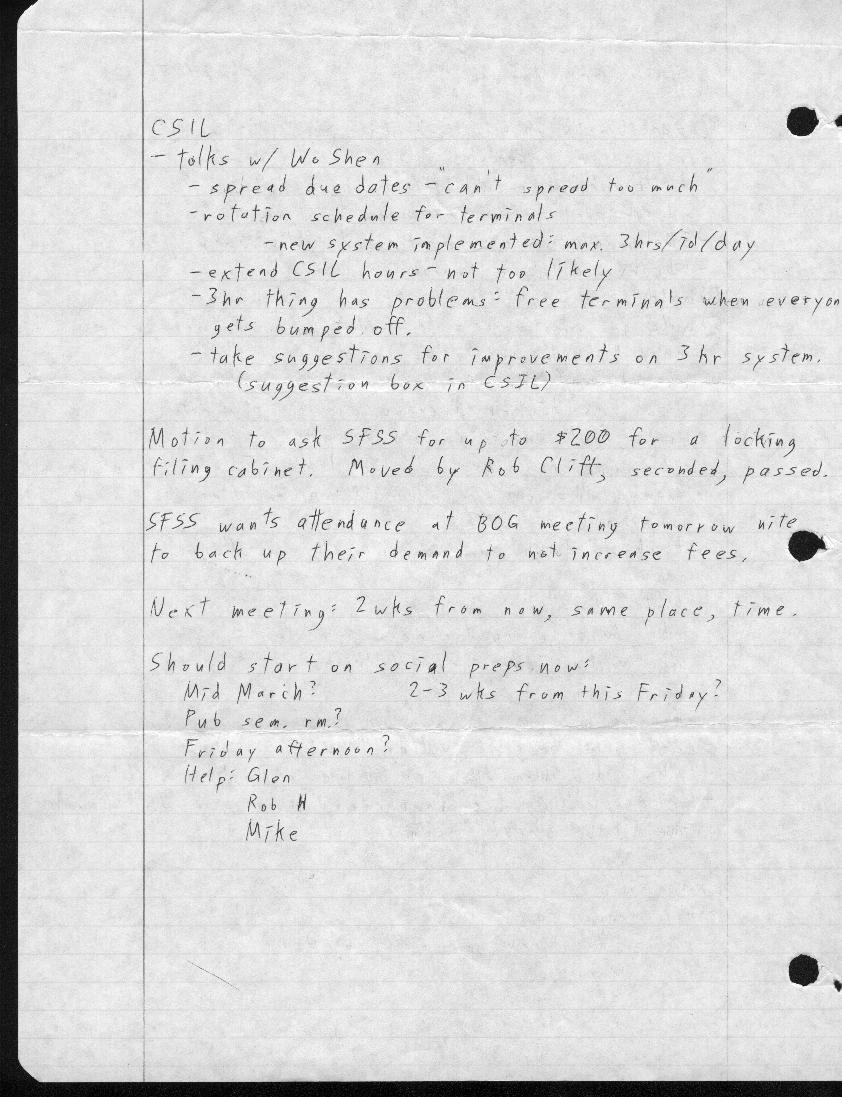 CSIL
- talks w/ Wo Shen
- spread due dates - "can't spread too much"
- rotation schedule for terminals
- new system implemented: max. 3hrs/id/day
- extend CSIL hours - not too likely
- 3hr thing has problems: free terminals when everyon
gets bumped off.
- take suggestions for improvements on 3 hr system.
(suggestion box in CSIL)
Motion to ask SFSS for up to $200 for a locking
filing cabinet. Moved by Rob Clift, seconded, passed.
SFSS wants attendance at BOG meeting tomorrow nite
to back up their demand to not increase fees.
Next meeting: 2 wks from now, same place, time.
Should start on social preps now:
Mid March? 2-3 wks from this Friday?
Pub sem. rm.?
Friday afternoon?
Help: Glen
Rob H
Mike